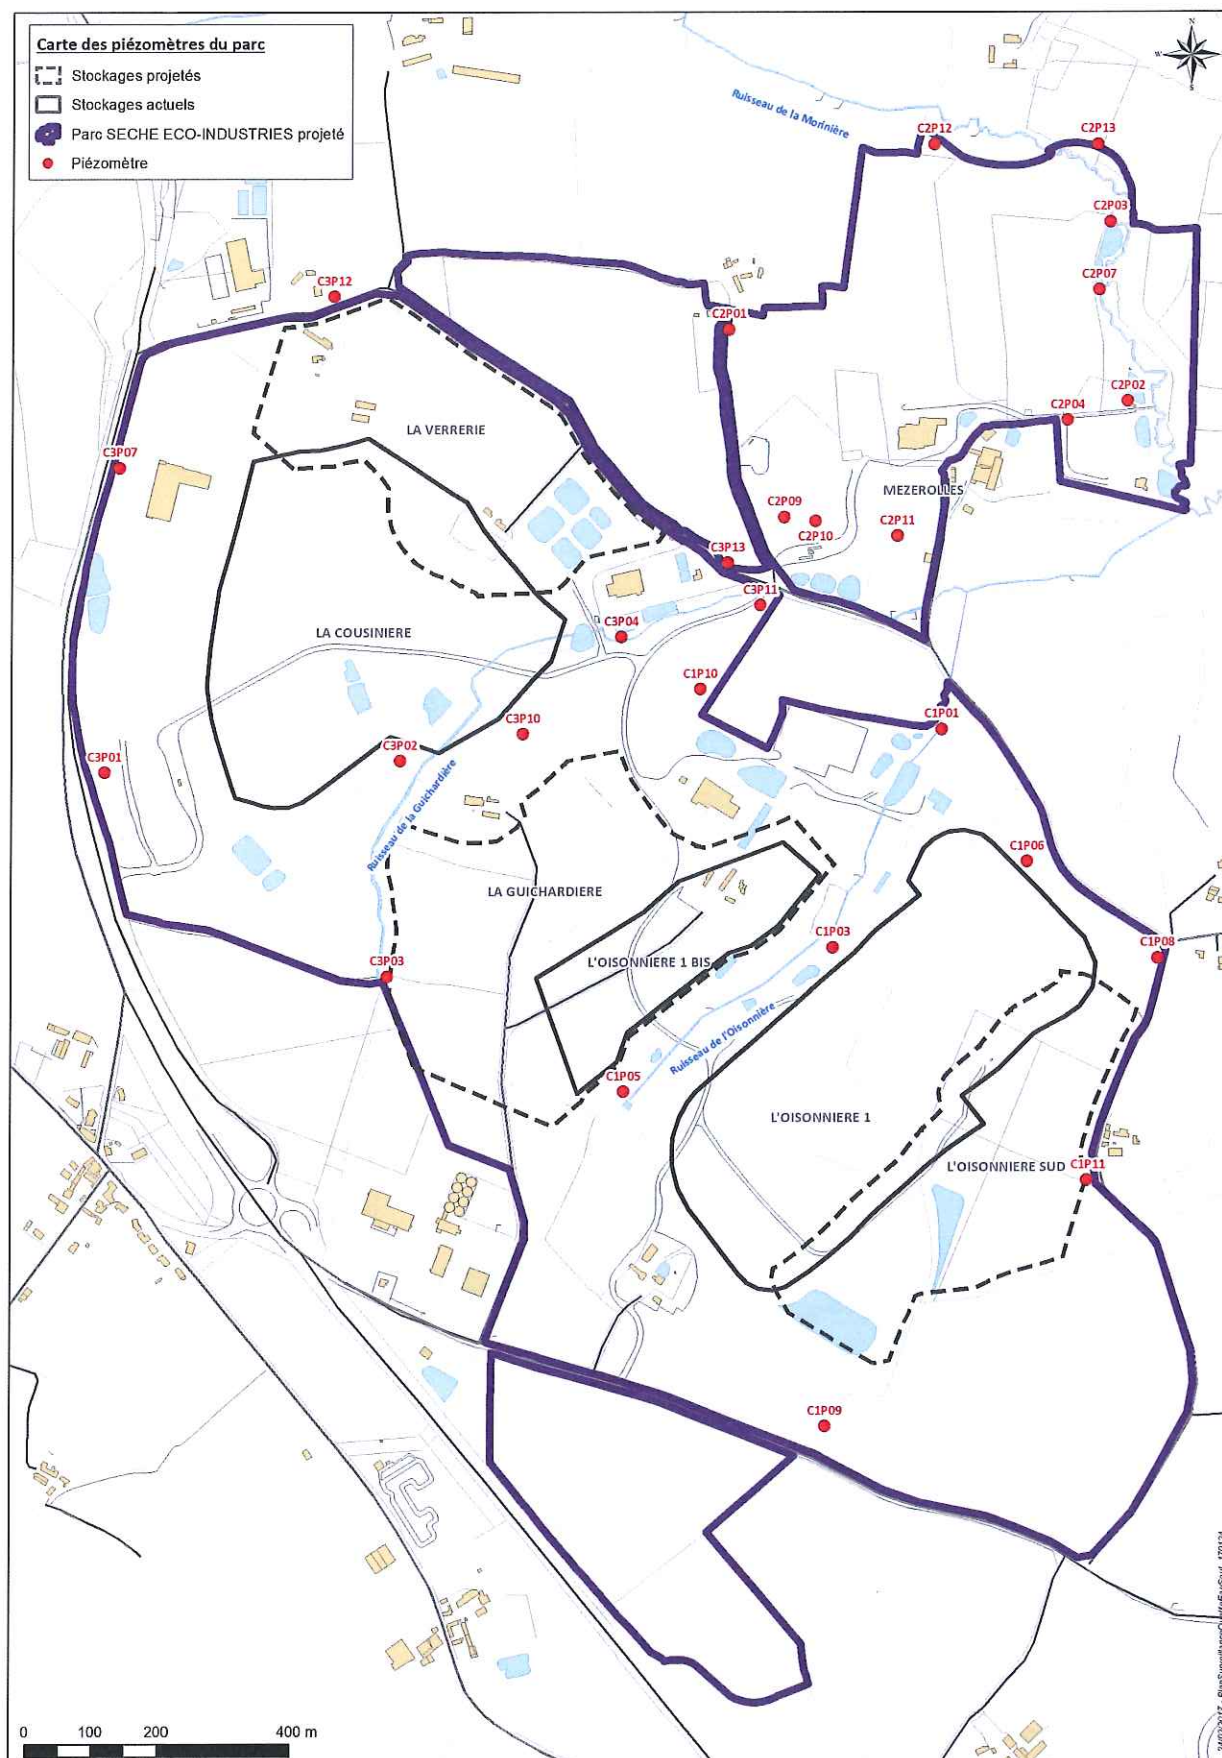 Carte des piézomètres du parc
Stockages projetés
Stockages actuels
Parc SECHE ECO-INDUSTRIES projeté
Piézomètre
N
W
S
Ruisseau de la Morinière
C2P12
C2P13
C2P03
C2P07
C3P12
C2P01
C2P02
C2P04
LA VERRERIE
C3P07
MEZEROLLES
C2P09
C2P10
C2P11
C3P13
C3P11
LA COUSINIERE
C3P04
C1P10
C3P10
C1P01
C3P02
C3P01
Ruisseau de la Guichardière
C1P06
LA GUICHARDIERE
C1P03
C1P08
L'OISONNIERE 1 BIS
C3P03
Ruisseau de l'Oisonnière
C1P05
L'OISONNIERE 1
L'OISONNIERE SUD
C1P11
C1P09
0 100 200 400 m